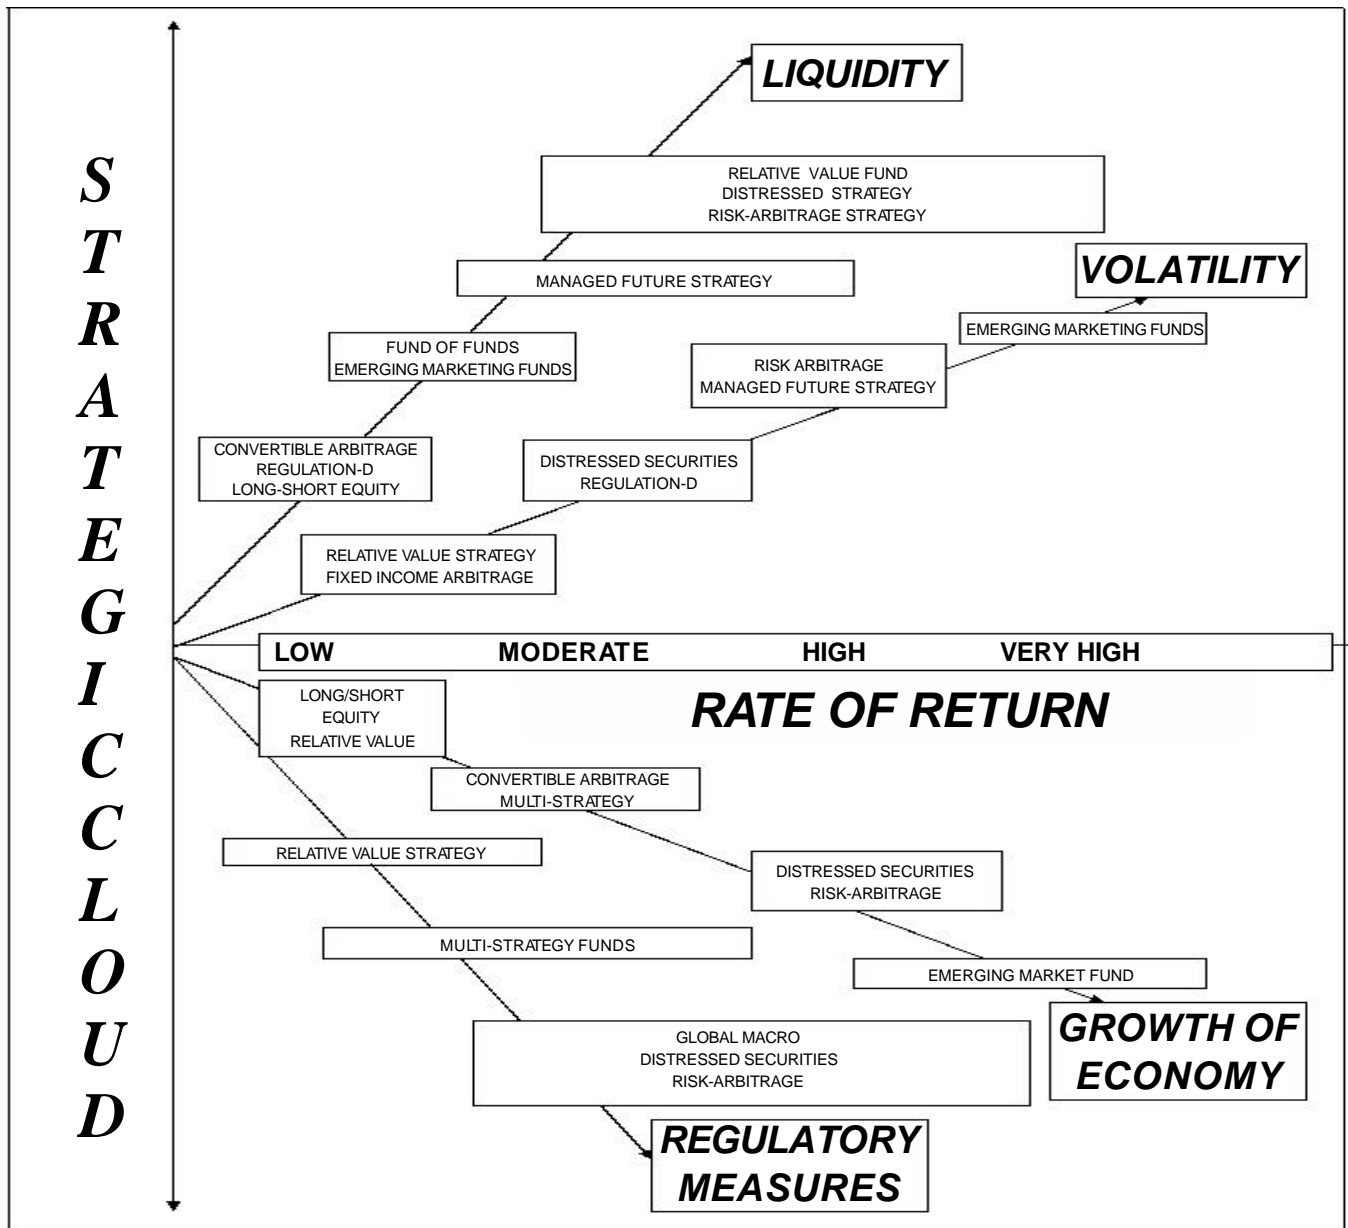 STRATEGIC CLOUD
LIQUIDITY
RELATIVE VALUE FUND
DISTRESSED STRATEGY
RISK-ARBITRAGE STRATEGY
VOLATILITY
MANAGED FUTURE STRATEGY
EMERGING MARKETING FUNDS
FUND OF FUNDS
EMERGING MARKETING FUNDS
RISK ARBITRAGE
MANAGED FUTURE STRATEGY
CONVERTIBLE ARBITRAGE
REGULATION-D
LONG-SHORT EQUITY
DISTRESSED SECURITIES
REGULATION-D
RELATIVE VALUE STRATEGY
FIXED INCOME ARBITRAGE
LOW MODERATE HIGH VERY HIGH
RATE OF RETURN
LONG/SHORT
EQUITY
RELATIVE VALUE
CONVERTIBLE ARBITRAGE
MULTI-STRATEGY
RELATIVE VALUE STRATEGY
DISTRESSED SECURITIES
RISK-ARBITRAGE
MULTI-STRATEGY FUNDS
EMERGING MARKET FUND
GROWTH OF
ECONOMY
GLOBAL MACRO
DISTRESSED SECURITIES
RISK-ARBITRAGE
REGULATORY
MEASURES